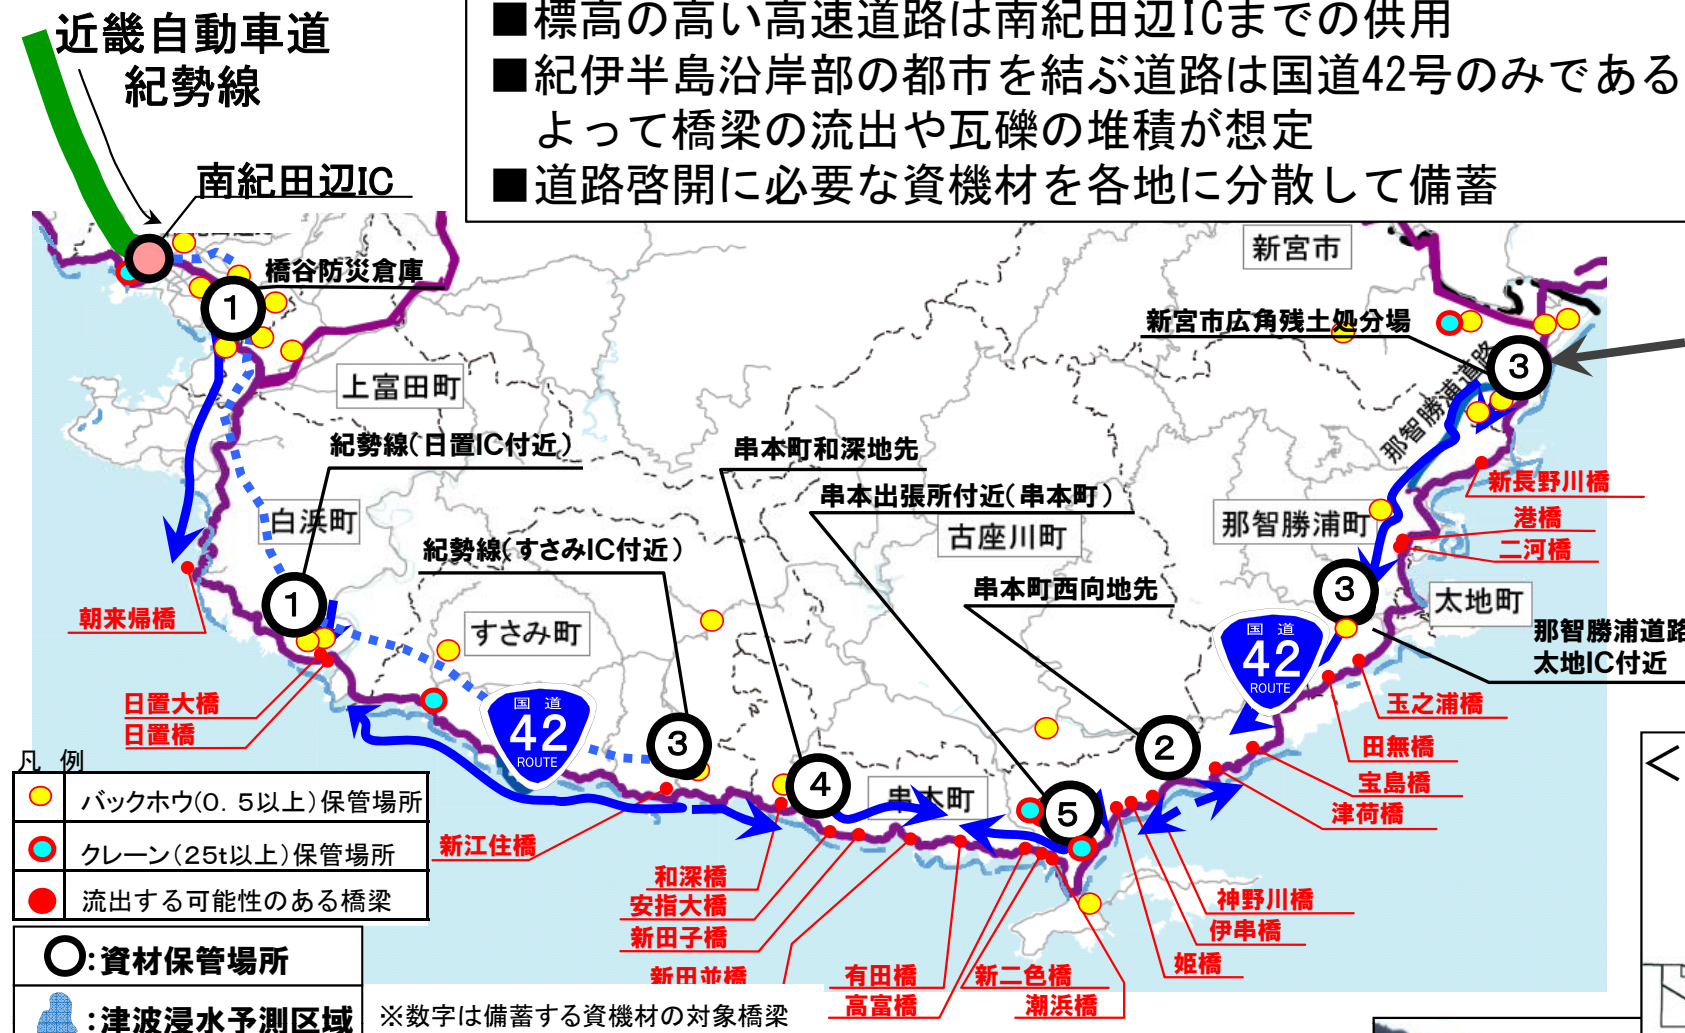 近畿自動車道
紀勢線
南紀田辺IC
■標高の高い高速道路は南紀田辺ICまでの供用
■紀伊半島沿岸部の都市を結ぶ道路は国道42号のみである
よって橋梁の流出や瓦礫の堆積が想定
■道路啓開に必要な資機材を各地に分散して備蓄
橋谷防災倉庫
1
上富田町
紀勢線(日置IC付近)
白浜町
1
朝来帰橋
日置大橋
日置橋
紀勢線(すさみIC付近)
すさみ町
国道
42
ROUTE
3
新江住橋
串本町和深地先
4
串本出張所付近(串本町)
古座川町
串本町西向地先
串本町
5
2
新宮市
新宮市広角残土処分場
3
那智勝浦道路
新長野川橋
港橋
二河橋
那智勝浦町
3
太地町
国道
42
ROUTE
那智勝浦道路
太地IC付近
玉之浦橋
田無橋
宝島橋
津荷橋
和深橋
安指大橋
新田子橋
新田並橋
有田橋
高富橋
新二色橋
潮浜橋
神野川橋
伊串橋
姫橋
凡 例
バックホウ(0.5以上)保管場所
クレーン(25t以上)保管場所
流出する可能性のある橋梁
:資材保管場所
:津波浸水予測区域
※数字は備蓄する資機材の対象橋梁
<